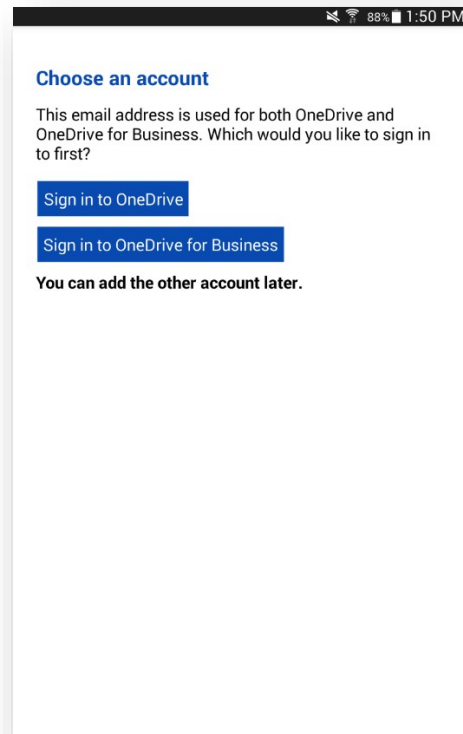 88% 1:50 PM
Choose an account
This email address is used for both OneDrive and
OneDrive for Business. Which would you like to sign in
to first?
Sign in to OneDrive
Sign in to OneDrive for Business
You can add the other account later.